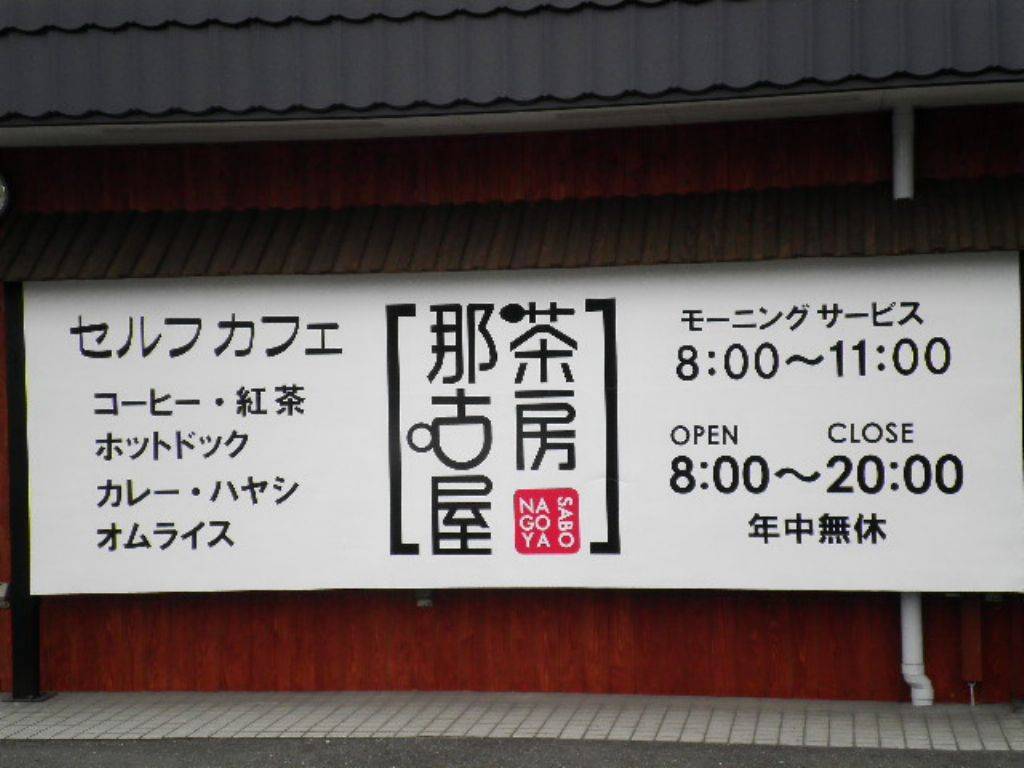 セルフカフェ
コーヒー・紅茶
ホットドック
カレー・ハヤシ
オムライス
茶房
那古屋
SABO
NA
GO
YA
モーニングサービス
8:00〜11:00
OPEN CLOSE
8:00〜20:00
年中無休